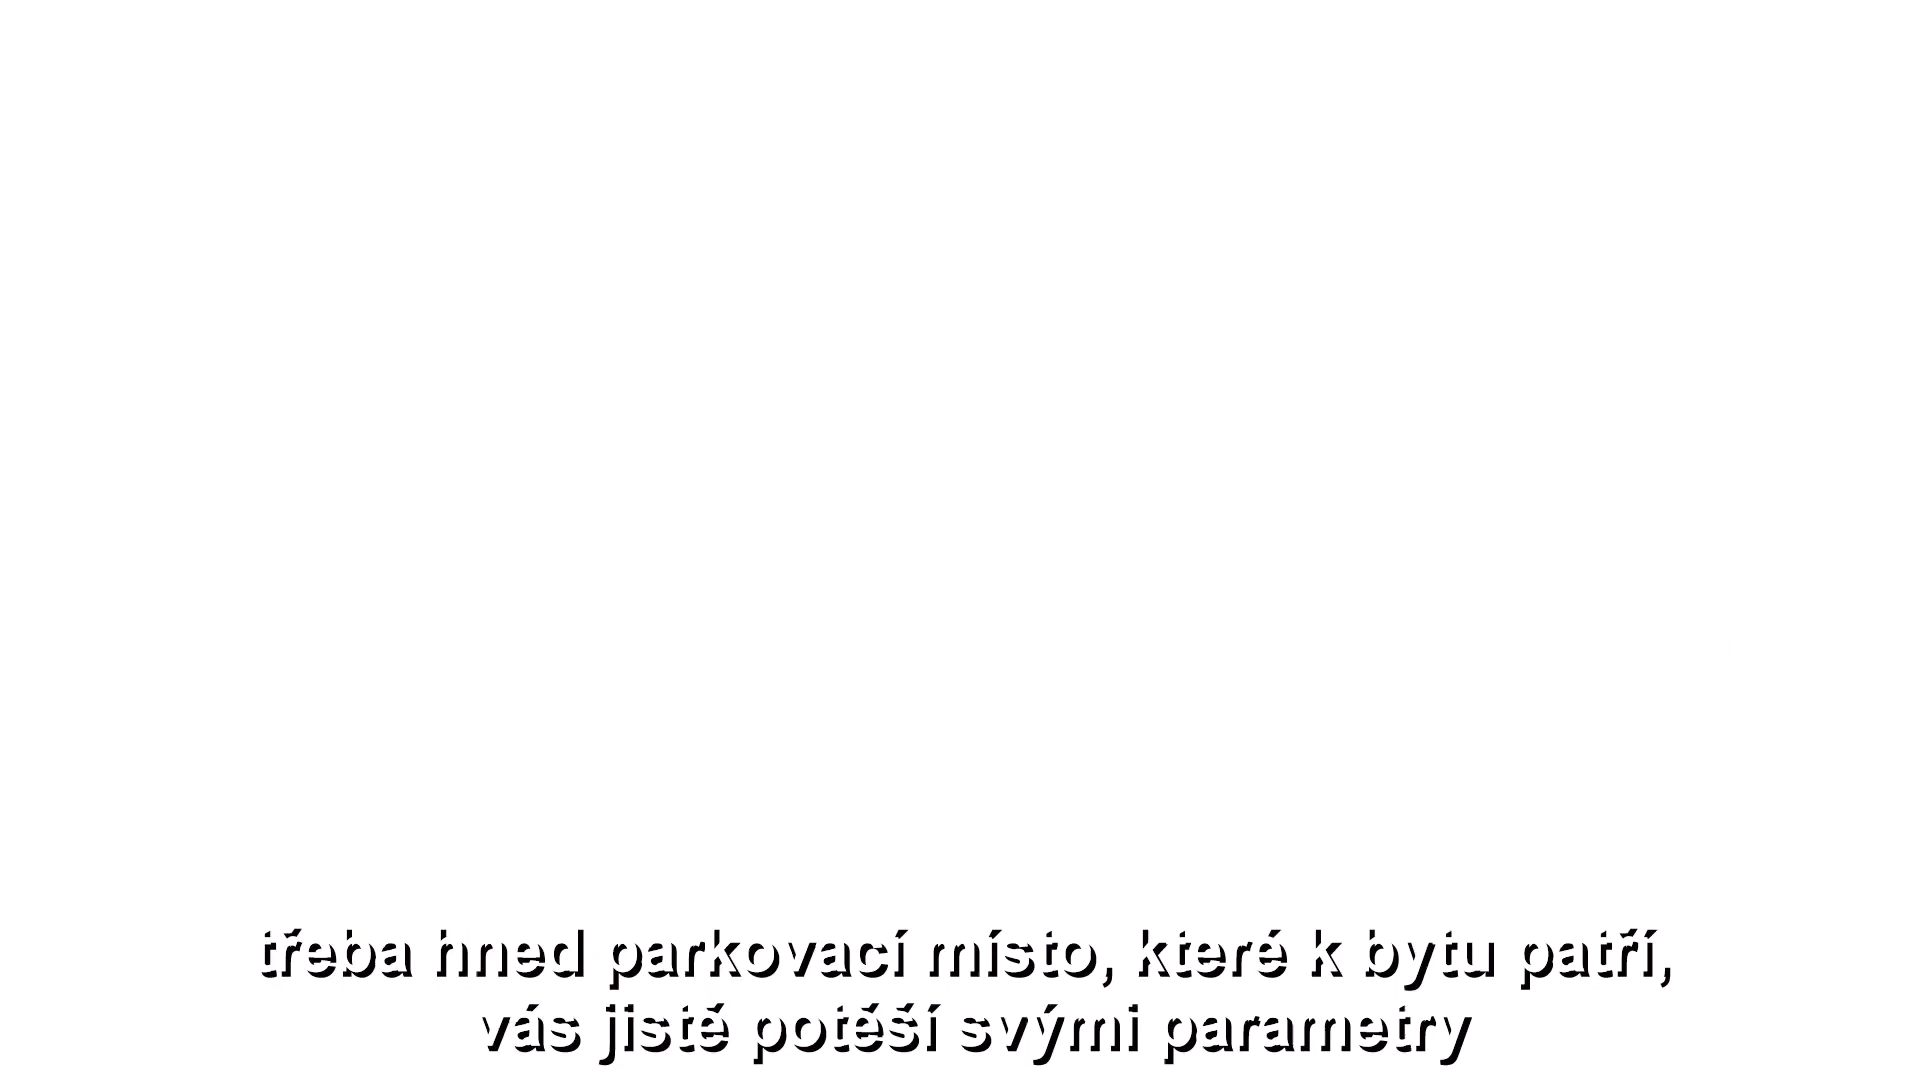 třeba hned parkovací místo, které k bytu patří,
vás jistě potěší svými parametry